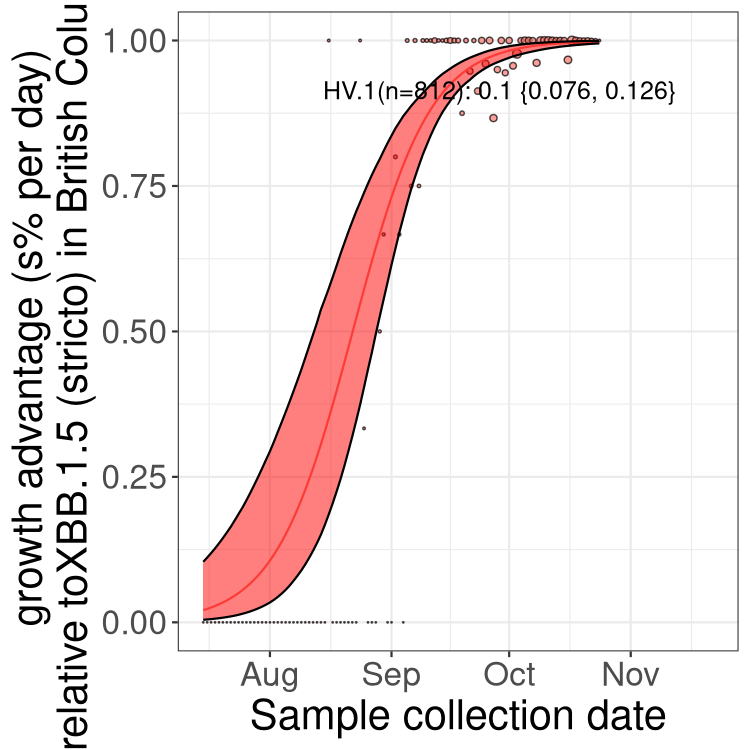 growth advantage (s% per day)
relative toXBB.1.5 (stricto) in British Colu
1.00
0.75
0.50
0.25
0.00
HV.1(n=812): 0.1 {0.076, 0.126}
Aug Sep Oct Nov
Sample collection date